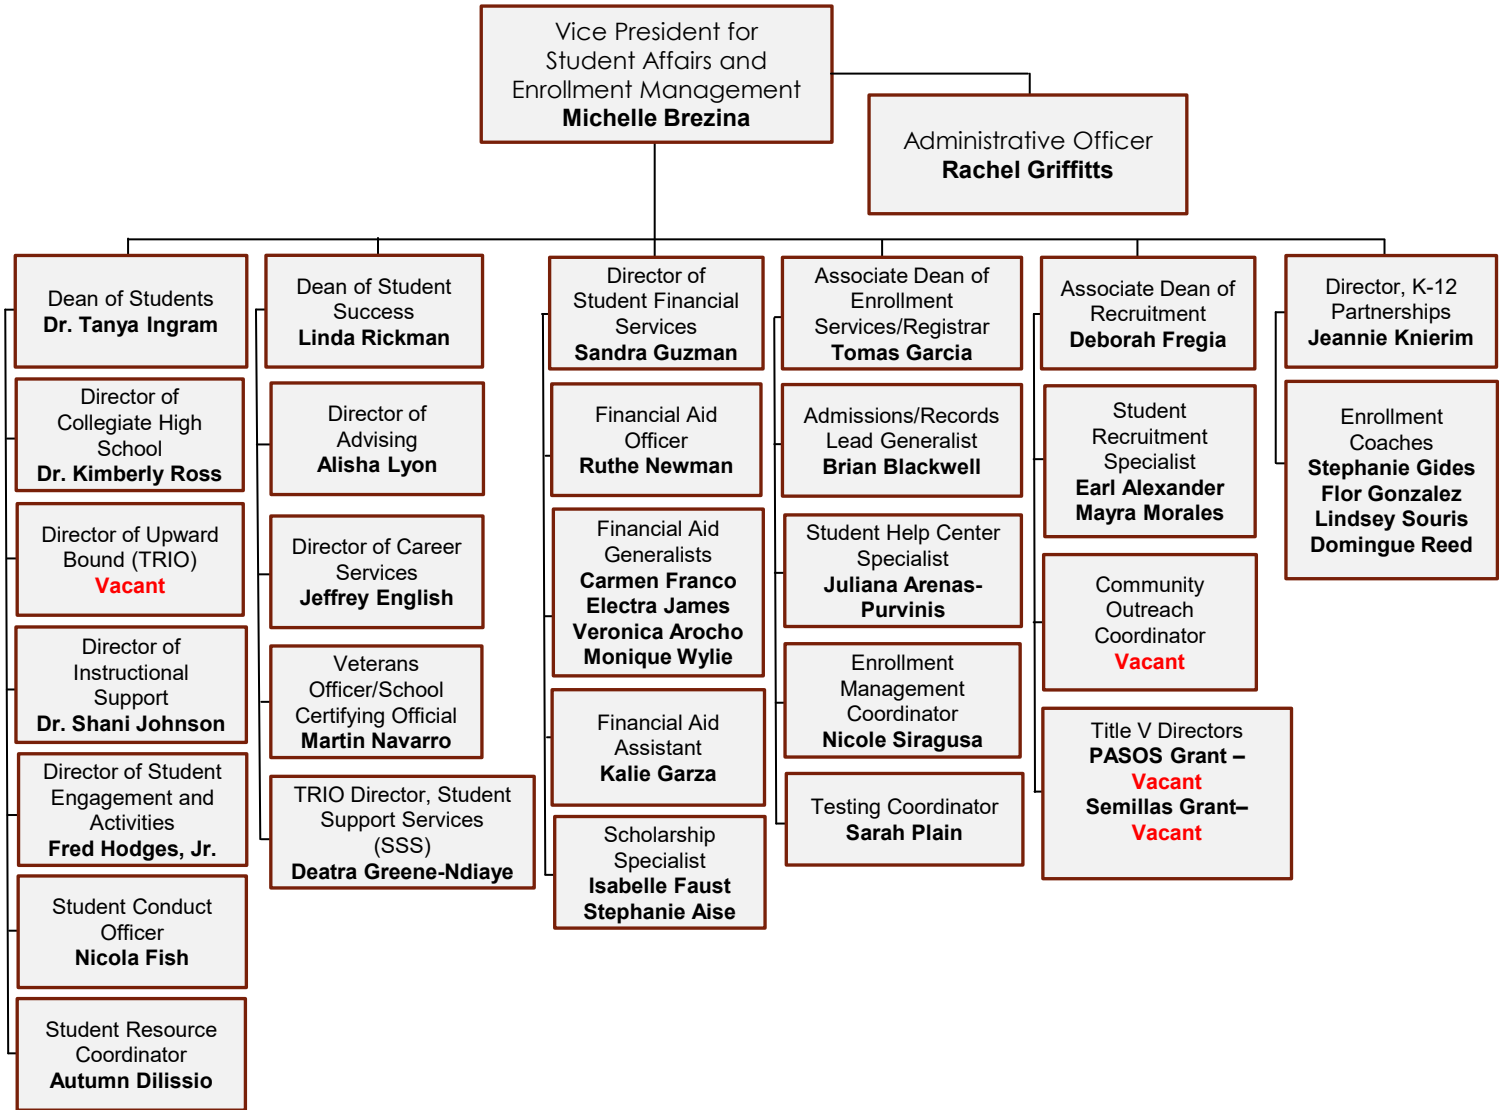 Vice President for
Student Affairs and
Enrollment Management
Michelle Brezina
Administrative Officer
Rachel Griffitts
Dean of Students
Dr. Tanya Ingram
Director of
Collegiate High
School
Dr. Kimberly Ross
Director of Upward
Bound (TRIO)
Vacant
Director of
Instructional
Support
Dr. Shani Johnson
Director of Student
Engagement and
Activities
Fred Hodges, Jr.
Student Conduct
Officer
Nicola Fish
Student Resource
Coordinator
Autumn Dilissio
Dean of Student
Success
Linda Rickman
Director of
Advising
Alisha Lyon
Director of Career
Services
Jeffrey English
Veterans
Officer/School
Certifying Official
Martin Navarro
TRIO Director, Student
Support Services
(SSS)
Deatra Greene-Ndiaye
Director of
Student Financial
Services
Sandra Guzman
Financial Aid
Officer
Ruthe Newman
Financial Aid
Generalists
Carmen Franco
Electra James
Veronica Arocho
Monique Wylie
Financial Aid
Assistant
Kalie Garza
Scholarship
Specialist
Isabelle Faust
Stephanie Aise
Associate Dean of
Enrollment
Services/Registrar
Tomas Garcia
Admissions/Records
Lead Generalist
Brian Blackwell
Student Help Center
Specialist
Juliana Arenas-
Purvinis
Enrollment
Management
Coordinator
Nicole Siragusa
Testing Coordinator
Sarah Plain
Associate Dean of
Recruitment
Deborah Fregia
Student
Recruitment
Specialist
Earl Alexander
Mayra Morales
Community
Outreach
Coordinator
Vacant
Title V Directors
PASOS Grant –
Vacant
Semillas Grant–
Vacant
Director, K-12
Partnerships
Jeannie Knierim
Enrollment
Coaches
Stephanie Gides
Flor Gonzalez
Lindsey Souris
Domingue Reed